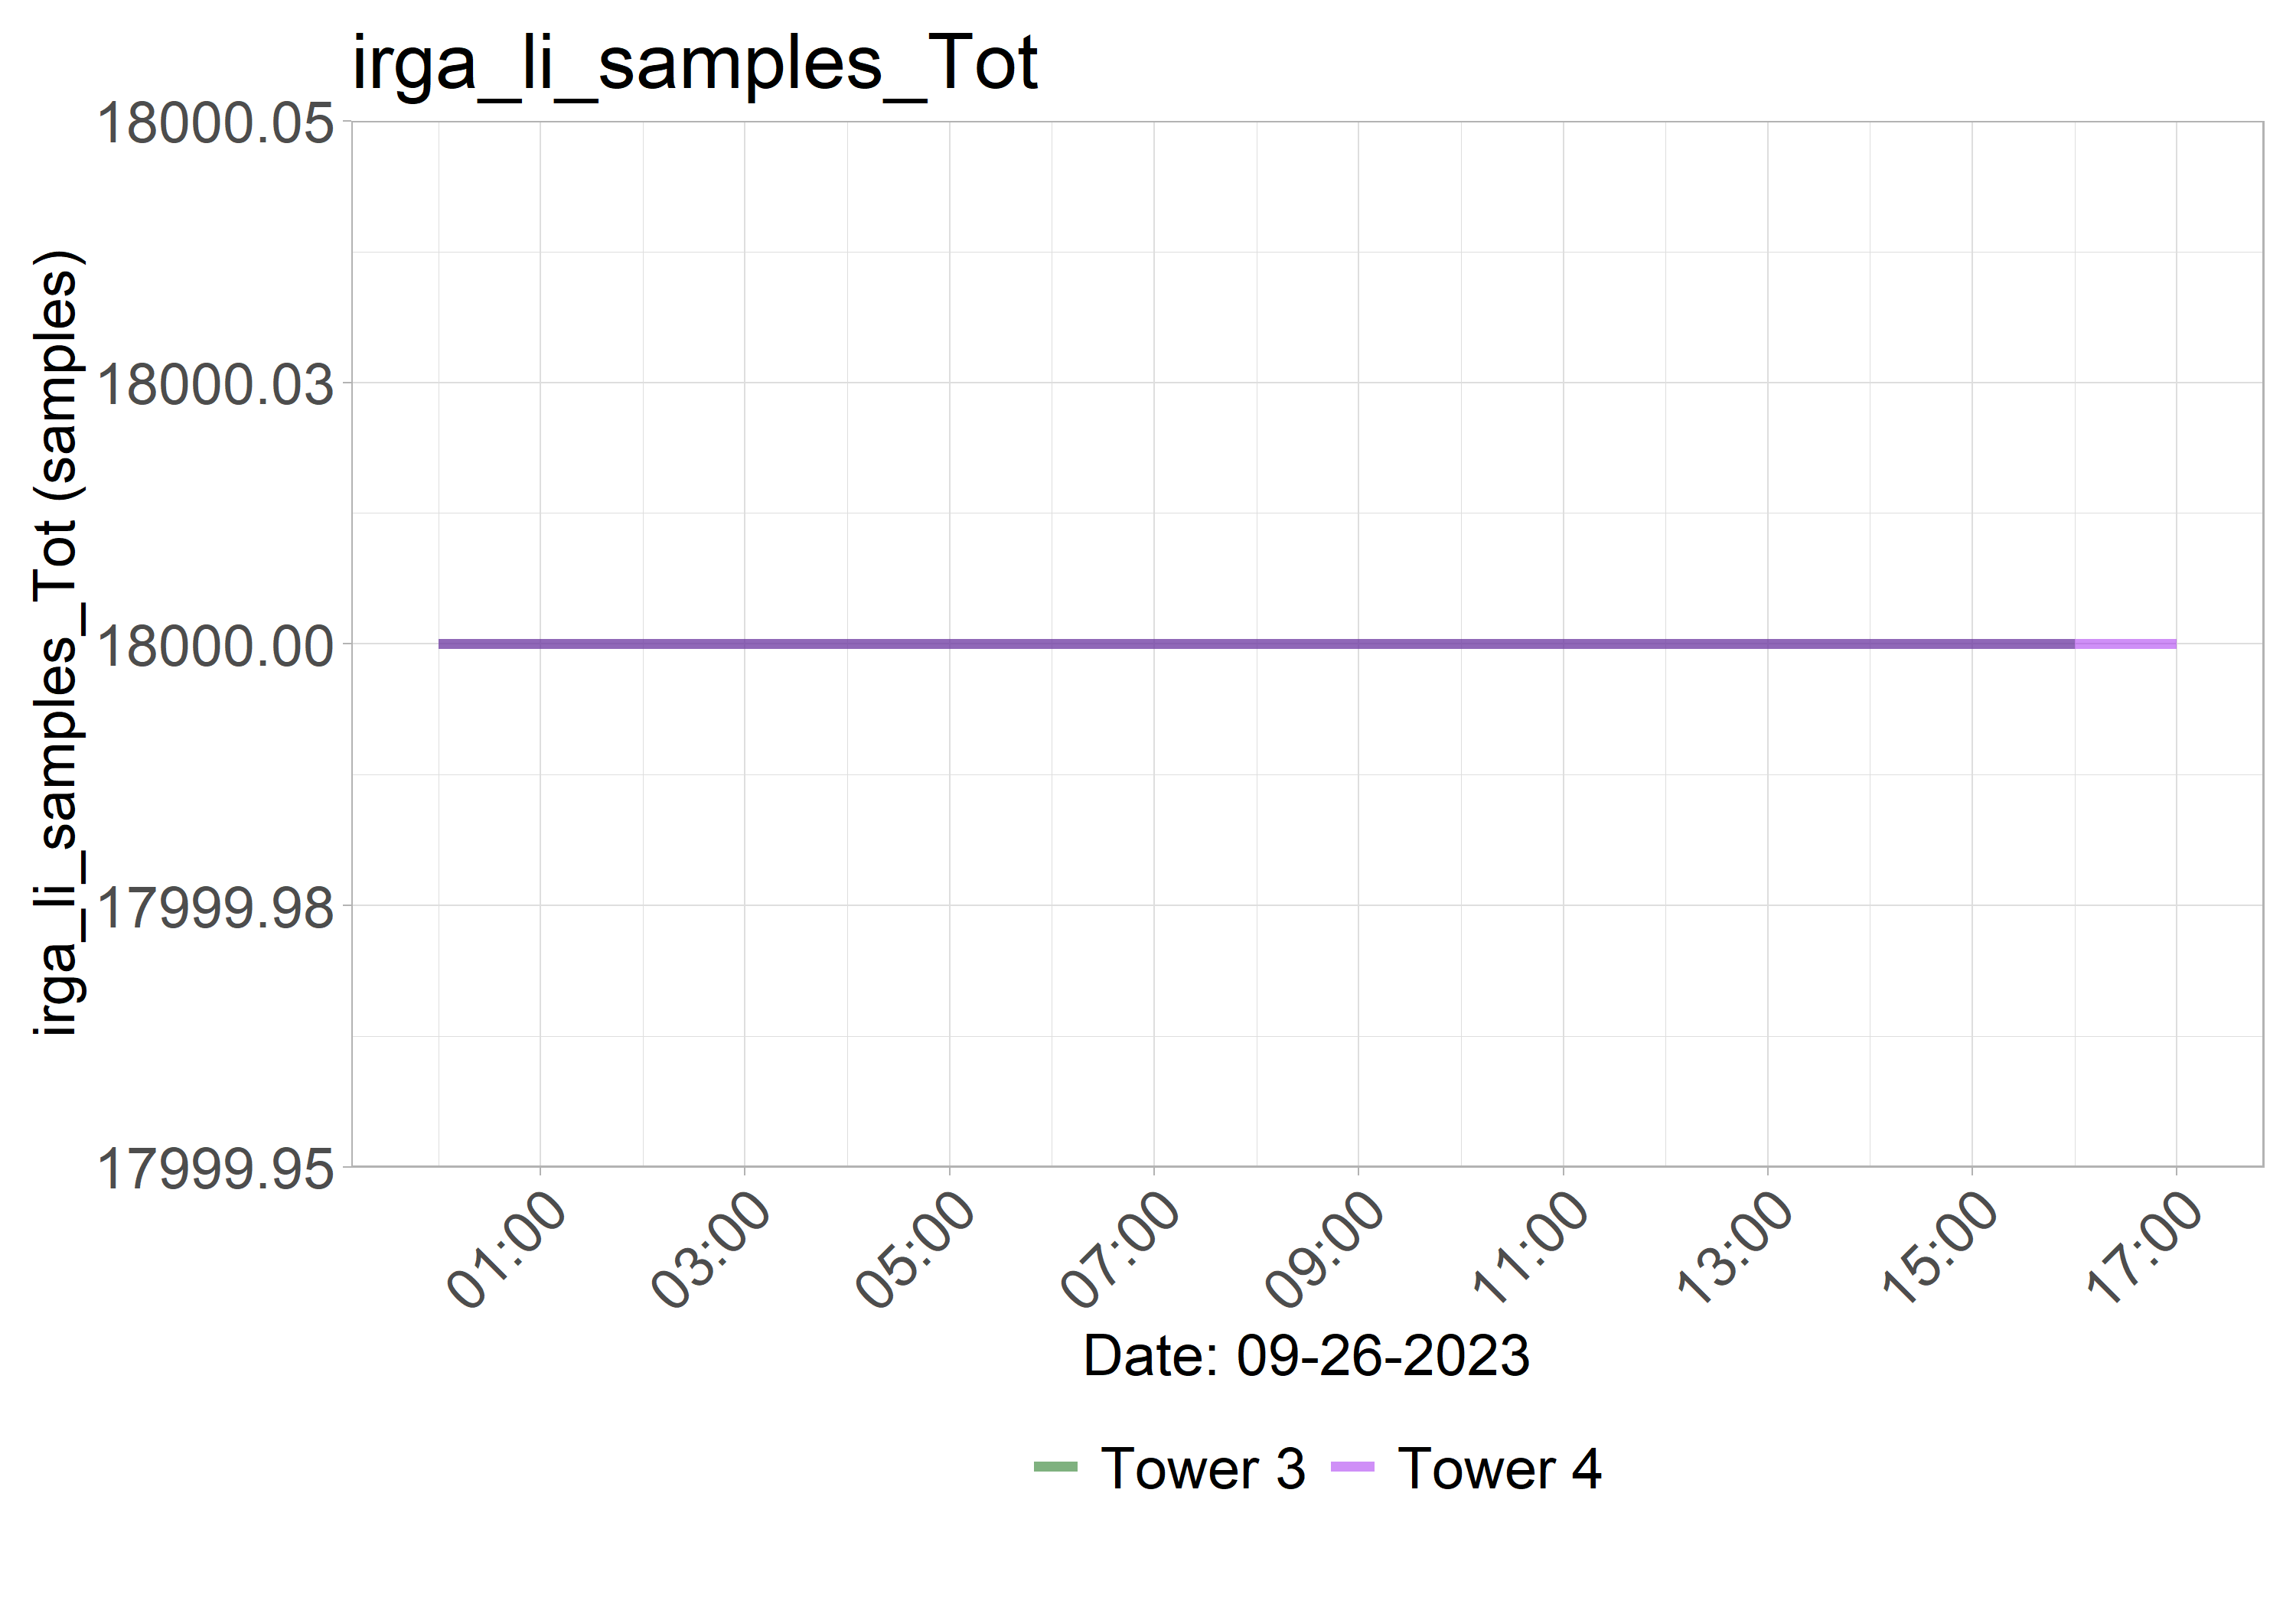 irga_li_samples_Tot
irga_li_samples_Tot (samples)
18000.05
18000.03
18000.00
17999.98
17999.95
01:00
03:00
05:00
07:00
09:00
11:00
13:00
15:00
17:00
Date: 09-26-2023
Tower 3
Tower 4